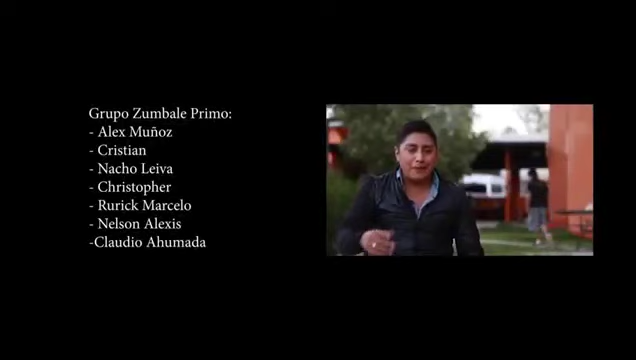 Grupo Zumbale Primo:
- Alex Muñoz
- Cristian
- Nacho Leiva
- Christopher
- Rurick Marcelo
- Nelson Alexis
-Claudio Ahumada